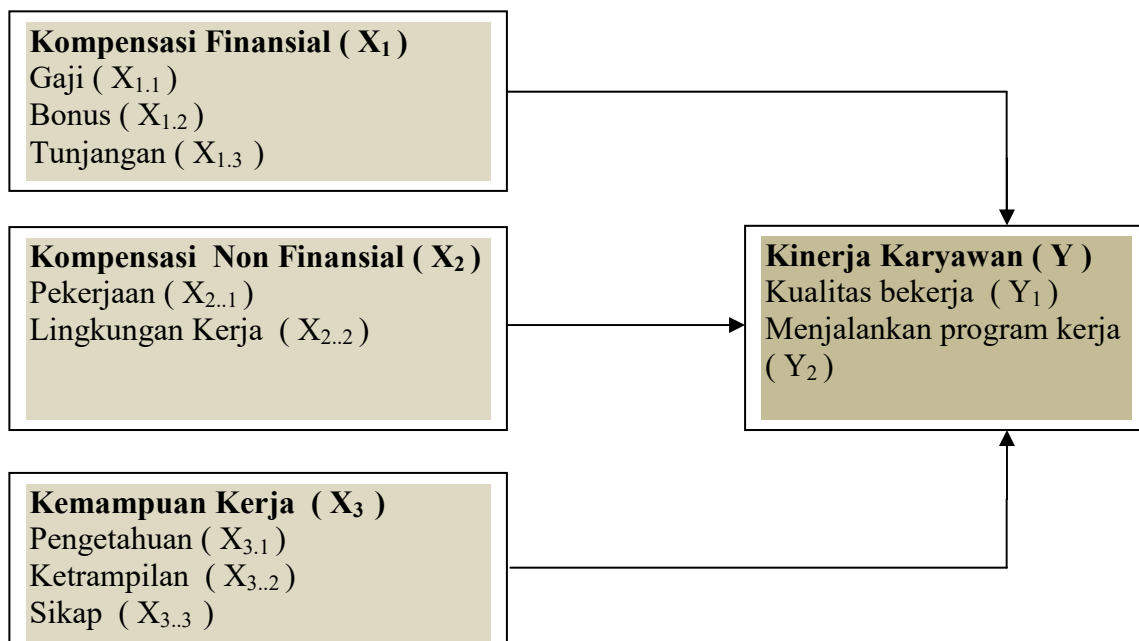 Kompensasi Finansial ( X₁ )
Gaji ( X₁.₁)
Bonus ( X₁.₂)
Tunjangan ( X₁.₃ )
Kompensasi Non Finansial ( X₂)
Pekerjaan ( X₂..₁)
Lingkungan Kerja ( X₂..₂)
Kinerja Karyawan ( Y )
Kualitas bekerja ( Y₁)
Menjalankan program kerja
( Y₂ )
Kemampuan Kerja ( X₃ )
Pengetahuan ( X₃.₁)
Ketrampilan ( X₃..₂)
Sikap ( X₃..₃ )